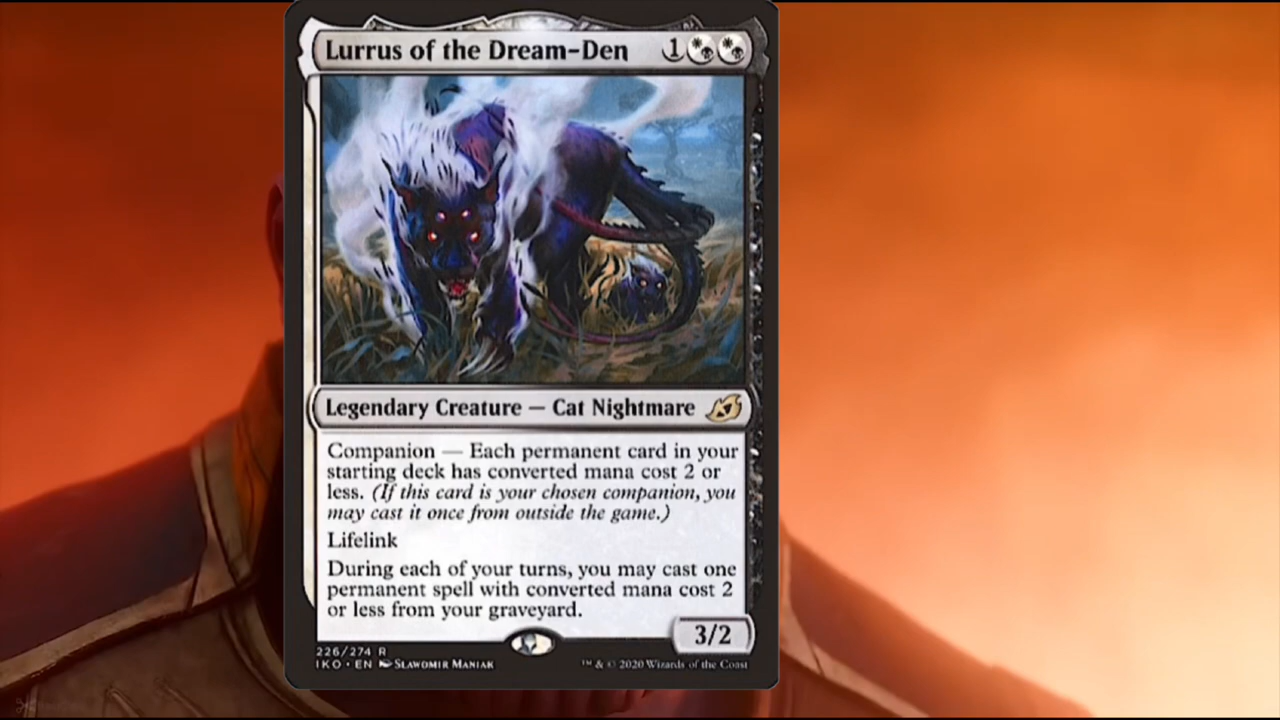 Lurrus of the Dream-Den 1
Legendary Creature — Cat Nightmare
Companion — Each permanent card in your
starting deck has converted mana cost 2 or
less. (If this card is your chosen companion, you
may cast it once from outside the game.)
Lifelink
During each of your turns, you may cast one
permanent spell with converted mana cost 2
or less from your graveyard.
3/2
226/274 R
IKO • EN SLAWOMIR MANIAK ™ & © 2020 Wizards of the Coast